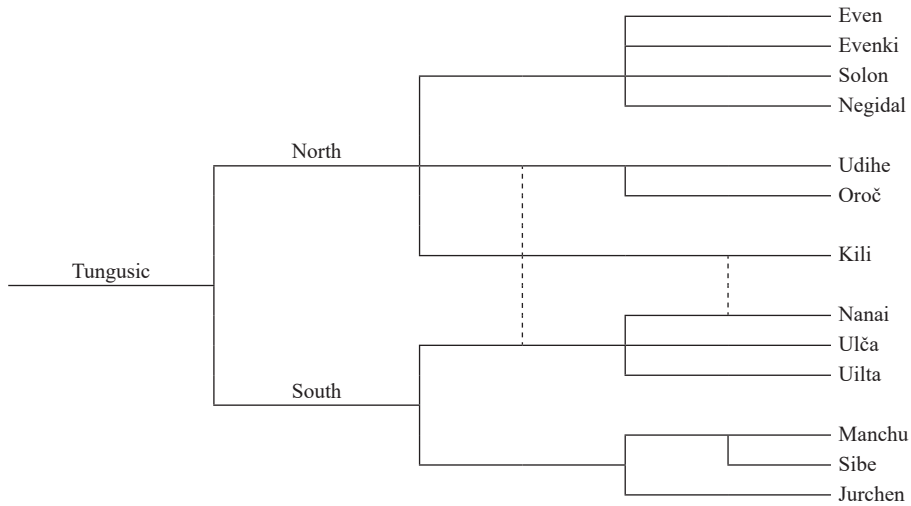 Even
Evenki
Solon
Negidal
North
Udihe
Oroč
Kili
Tungusic
Nanai
Ulča
Uilta
South
Manchu
Sibe
Jurchen